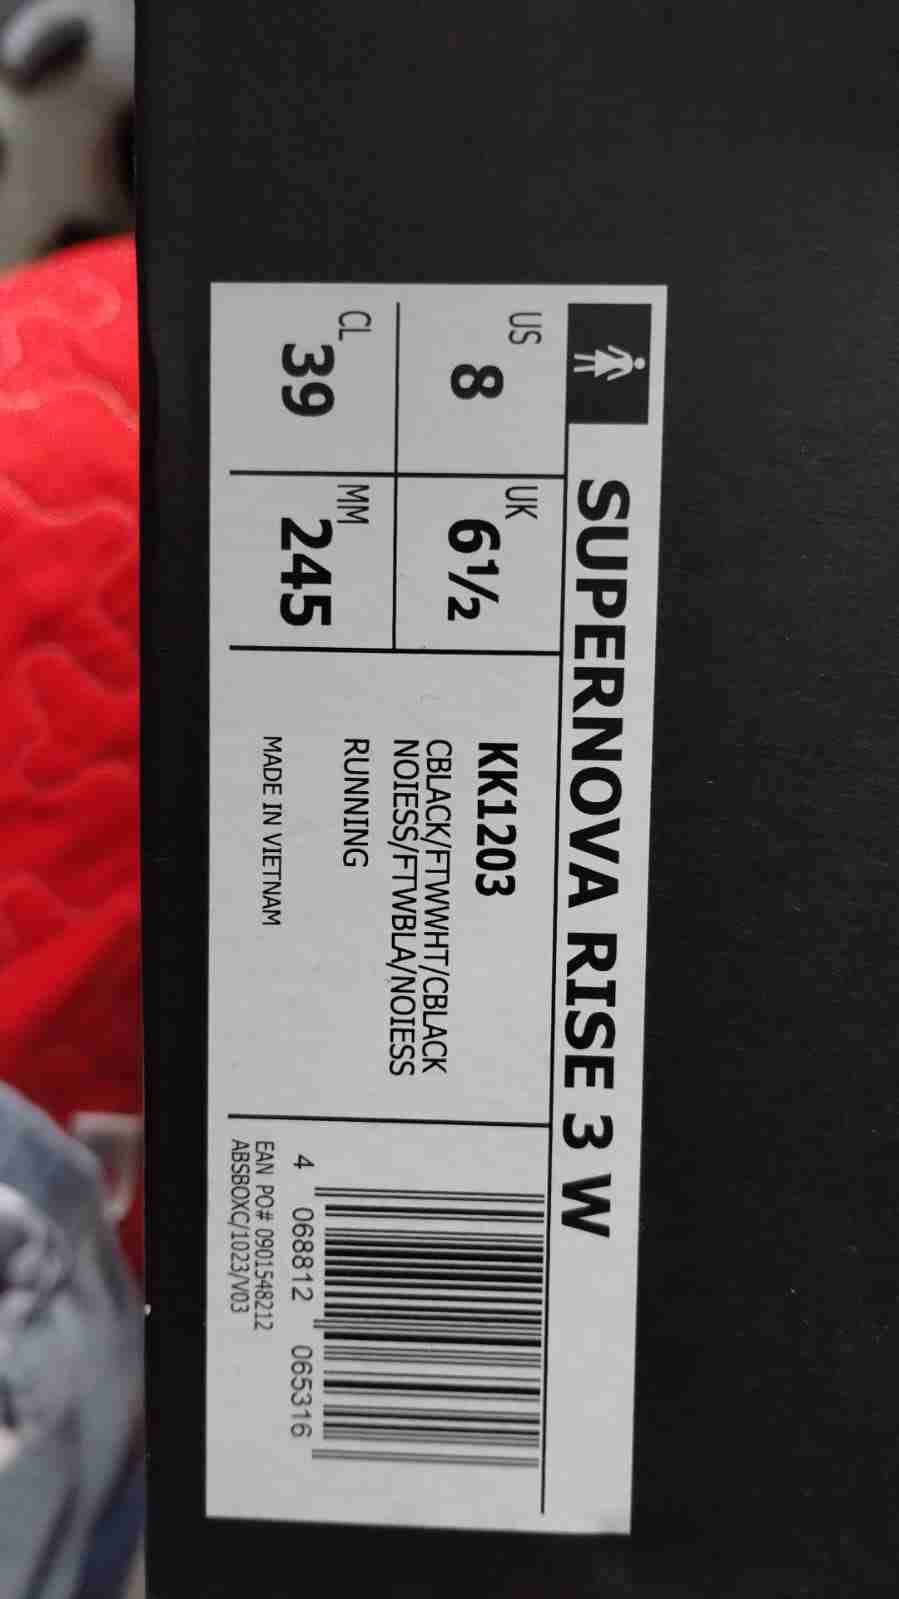 SUPERNOVA RISE 3 W
US 8
UK 6½
CL 39
MM 245
KK1203
CBLACK/FTWWHT/CBLACK
NOIESS/FTWBLA/NOIESS
RUNNING
MADE IN VIETNAM
4 068812 065316
EAN PO# 0901548212
ABSBOXC/1023/V03